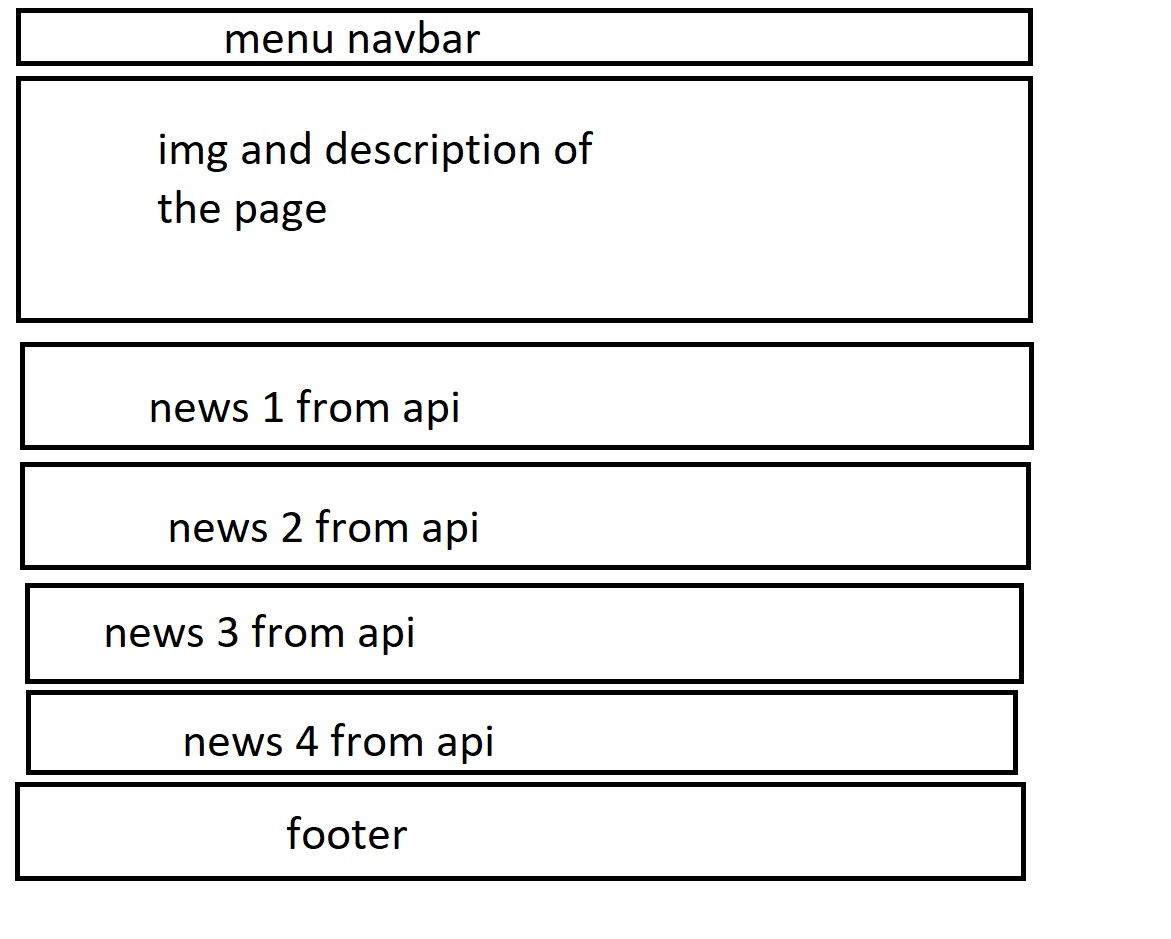 menu navbar
img and description of
the page
news 1 from api
news 2 from api
news 3 from api
news 4 from api
footer